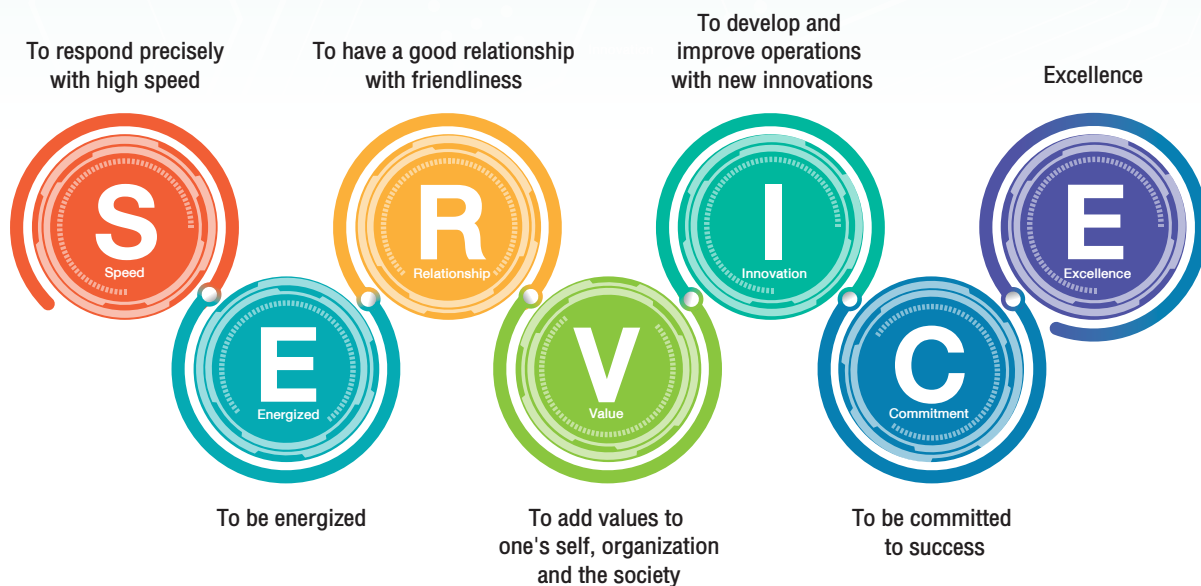 To respond precisely
with high speed
S
Speed
E
Energized
To be energized
To have a good relationship
with friendliness
R
Relationship
V
Value
To add values to
one's self, organization
and the society
To develop and
improve operations
with new innovations
I
Innovation
C
Commitment
To be committed
to success
Excellence
E
Excellence